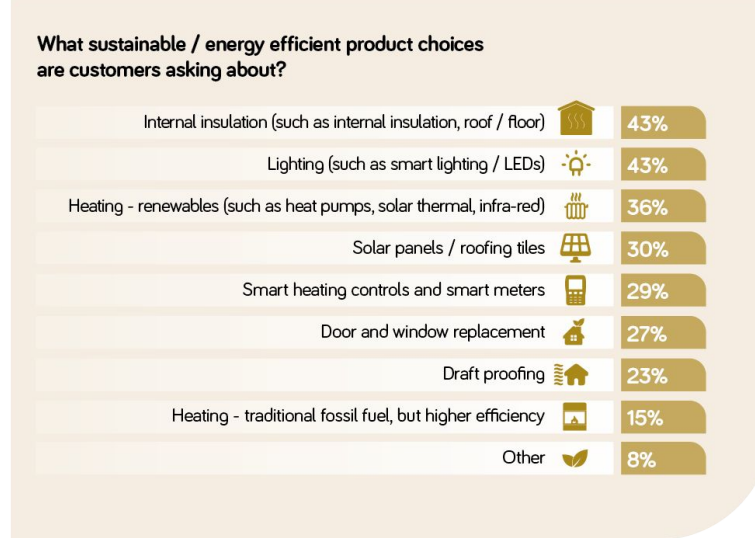 What sustainable / energy efficient product choices
are customers asking about?
Internal insulation (such as internal insulation, roof / floor) 43%
Lighting (such as smart lighting / LEDs) 43%
Heating - renewables (such as heat pumps, solar thermal, infra-red) 36%
Solar panels / roofing tiles 30%
Smart heating controls and smart meters 29%
Door and window replacement 27%
Draft proofing 23%
Heating - traditional fossil fuel, but higher efficiency 15%
Other 8%